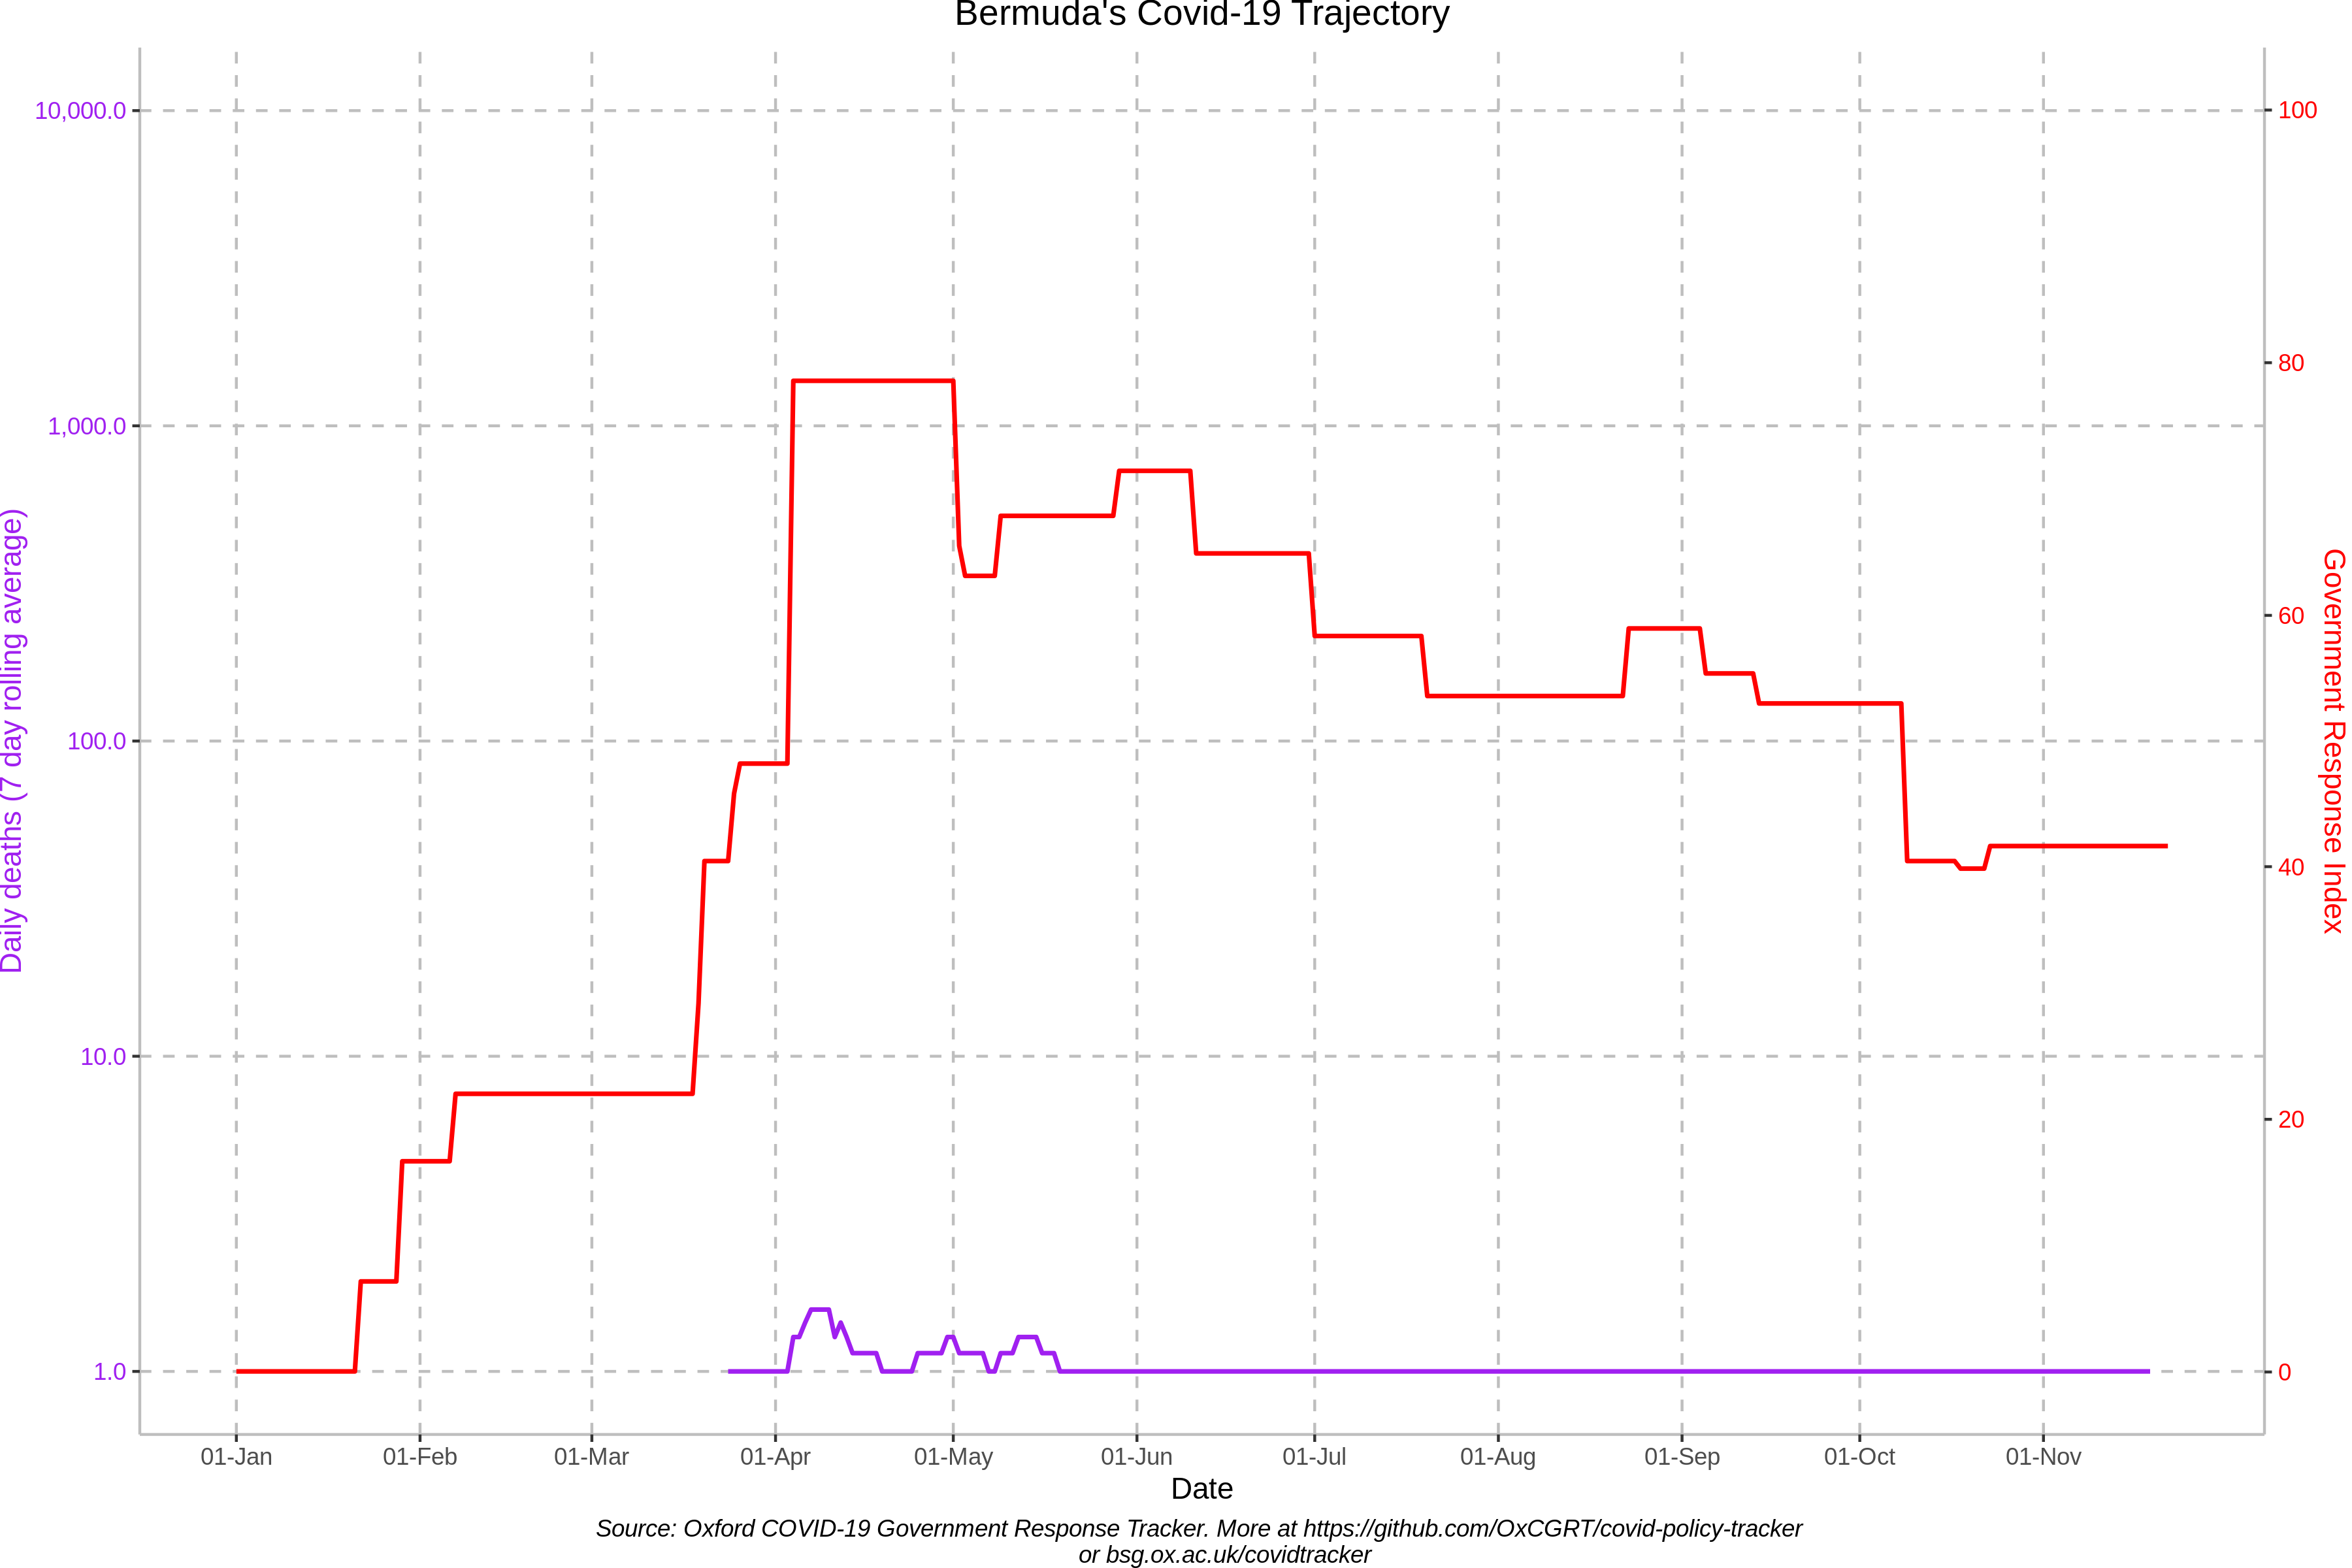 Bermuda's Covid-19 Trajectory
10,000.0
1,000.0
100.0
10.0
1.0
Daily deaths (7 day rolling average)
100
80
60
40
20
0
Government Response Index
01-Jan 01-Feb 01-Mar 01-Apr 01-May 01-Jun 01-Jul 01-Aug 01-Sep 01-Oct 01-Nov
Date
Source: Oxford COVID-19 Government Response Tracker. More at https://github.com/OxCGRT/covid-policy-tracker
or bsg.ox.ac.uk/covidtracker